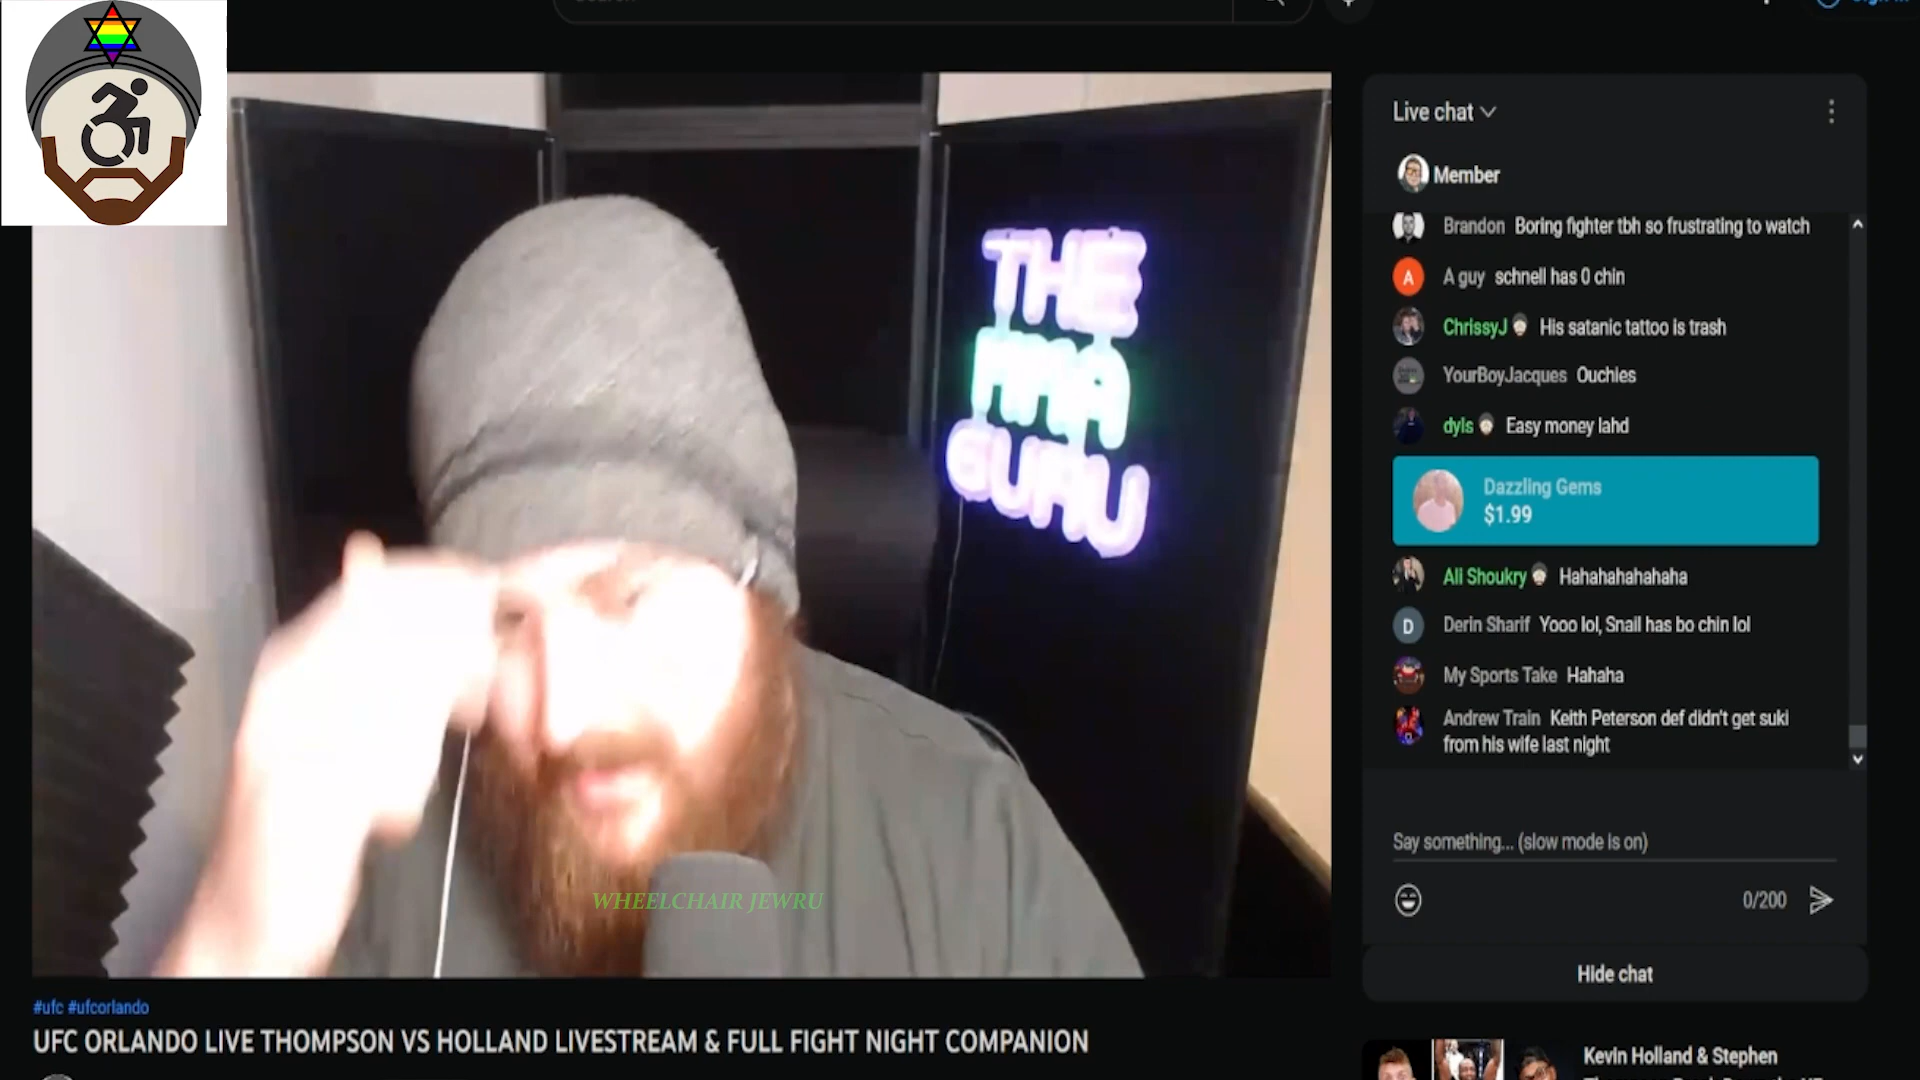 THE
MMA
GURU
WHEELCHAIR JEWRU
#ufc #ufcorlando
UFC ORLANDO LIVE THOMPSON VS HOLLAND LIVESTREAM & FULL FIGHT NIGHT COMPANION
Live chat
Member
Brandon Boring fighter tbh so frustrating to watch
A
A guy schnell has 0 chin
ChrissyJ His satanic tattoo is trash
YourBoyJacques Ouchies
dyls Easy money lahd
Dazzling Gems
$1.99
Ali Shoukry Hahahahahahaha
D
Derin Sharif Yooo lol, Snail has bo chin lol
My Sports Take Hahaha
Andrew Train Keith Peterson def didn't get suki
from his wife last night
Say something... (slow mode is on)
0/200
Hide chat
Kevin Holland & Stephen